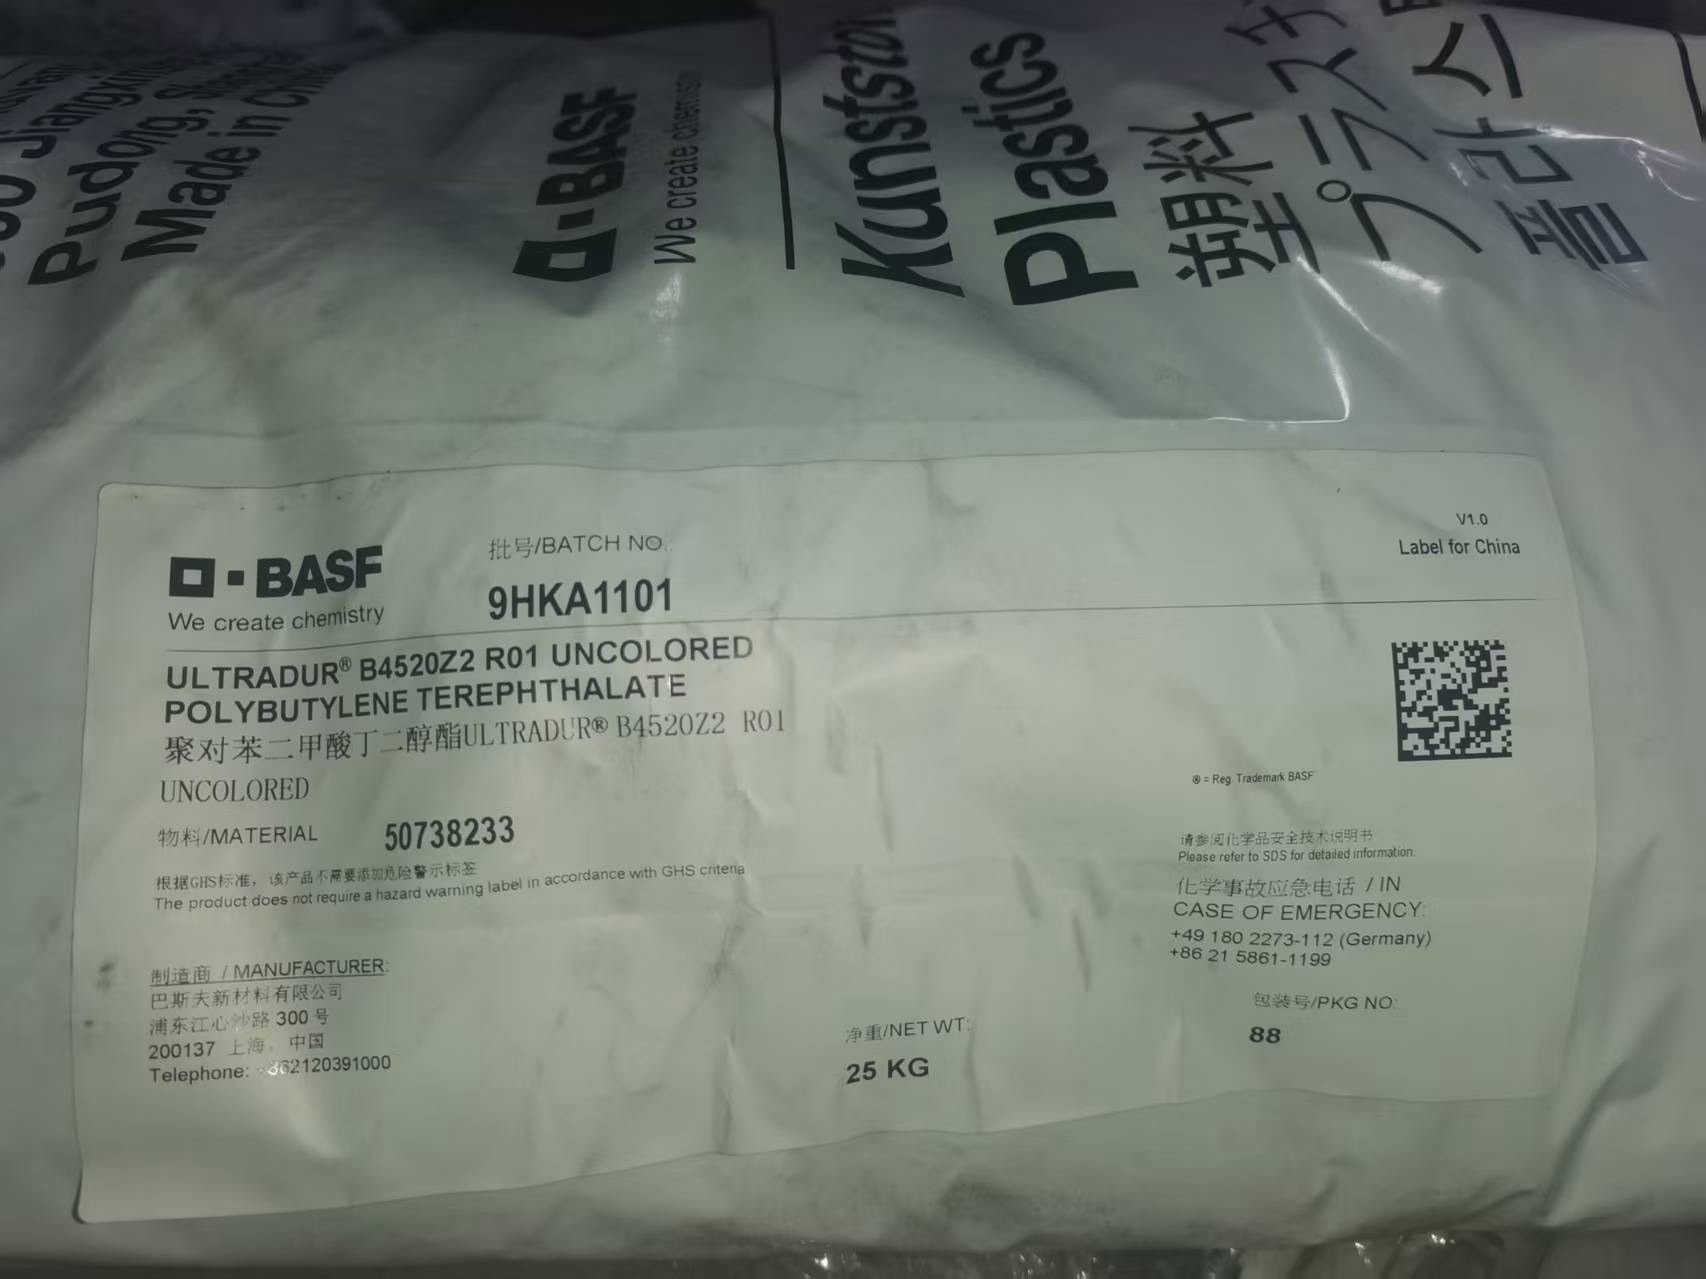 Pudong,
Made in
BASF
We create chemistry
Plastics
塑料
BASF
We create chemistry
批号/BATCH NO.:
9HKA1101
V1.0
Label for China
ULTRADUR® B4520Z2 R01 UNCOLORED
POLYBUTYLENE TEREPHTHALATE
聚对苯二甲酸丁二醇酯ULTRADUR® B4520Z2 R01
UNCOLORED
物料/MATERIAL 50738233
根据GHS标准，该产品不需要添加危险警示标签
The product does not require a hazard warning label in accordance with GHS criteria
® = Reg. Trademark BASF
请参阅化学品安全技术说明书
Please refer to SDS for detailed information.
化学事故应急电话 / IN
CASE OF EMERGENCY:
+49 180 2273-112 (Germany)
+86 21 5861-1199
制造商 / MANUFACTURER:
巴斯夫新材料有限公司
浦东江心沙路 300 号
200137 上海, 中国
Telephone: +862120391000
净重/NET WT:
25 KG
包装号/PKG NO:
88